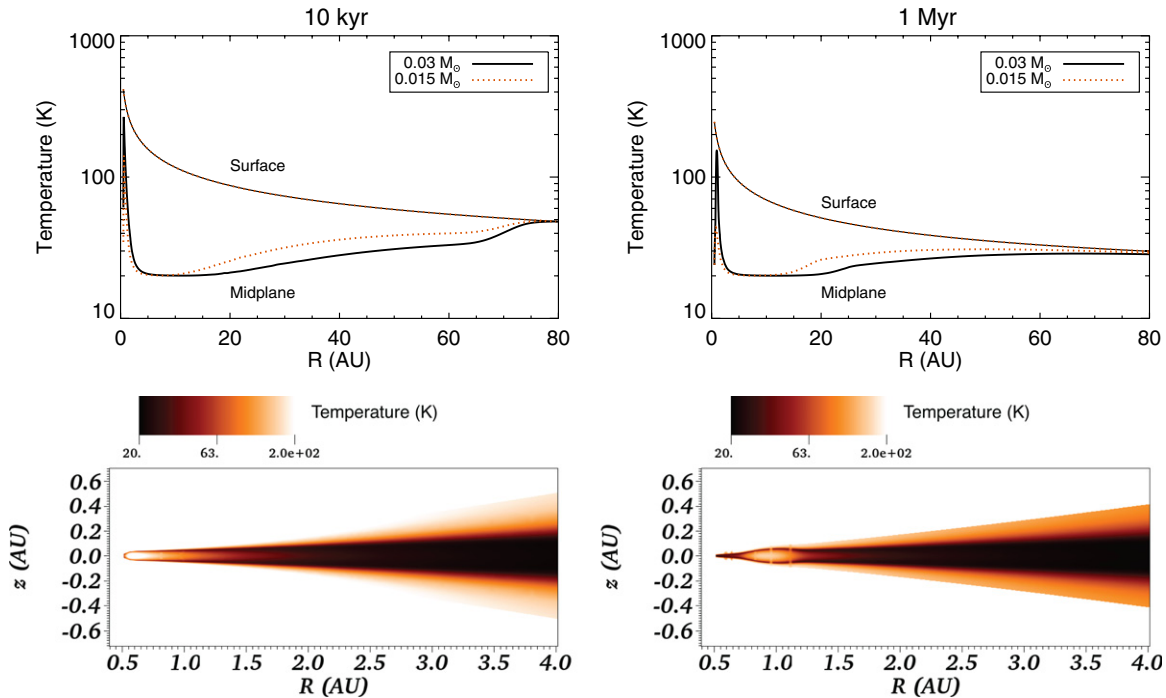 10 kyr
1000
100
10
Temperature (K)
0.03 M⊙
0.015 M⊙
Surface
Midplane
0 20 40 60 80
R (AU)
1 Myr
1000
100
10
Temperature (K)
0.03 M⊙
0.015 M⊙
Surface
Midplane
0 20 40 60 80
R (AU)
Temperature (K)
20. 63. 2.0e+02
0.6
0.4
0.2
0.0
-0.2
-0.4
-0.6
z (AU)
0.5 1.0 1.5 2.0 2.5 3.0 3.5 4.0
R (AU)
Temperature (K)
20. 63. 2.0e+02
0.6
0.4
0.2
0.0
-0.2
-0.4
-0.6
z (AU)
0.5 1.0 1.5 2.0 2.5 3.0 3.5 4.0
R (AU)